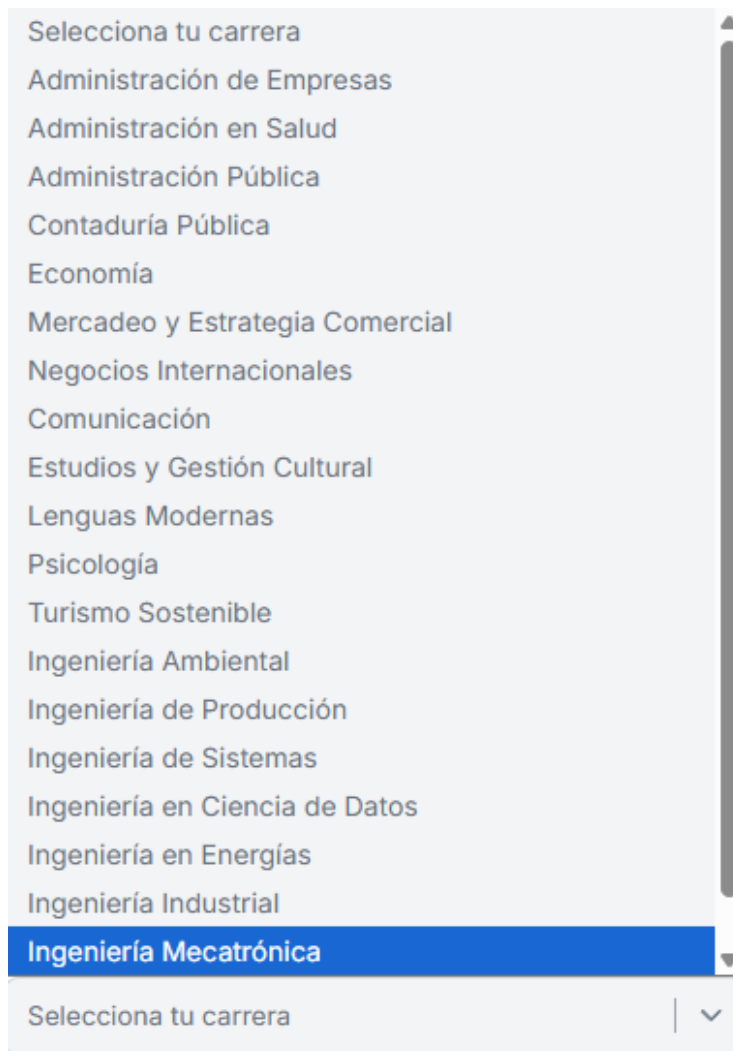 Selecciona tu carrera
Administración de Empresas
Administración en Salud
Administración Pública
Contaduría Pública
Economía
Mercadeo y Estrategia Comercial
Negocios Internacionales
Comunicación
Estudios y Gestión Cultural
Lenguas Modernas
Psicología
Turismo Sostenible
Ingeniería Ambiental
Ingeniería de Producción
Ingeniería de Sistemas
Ingeniería en Ciencia de Datos
Ingeniería en Energías
Ingeniería Industrial
Ingeniería Mecatrónica
Selecciona tu carrera